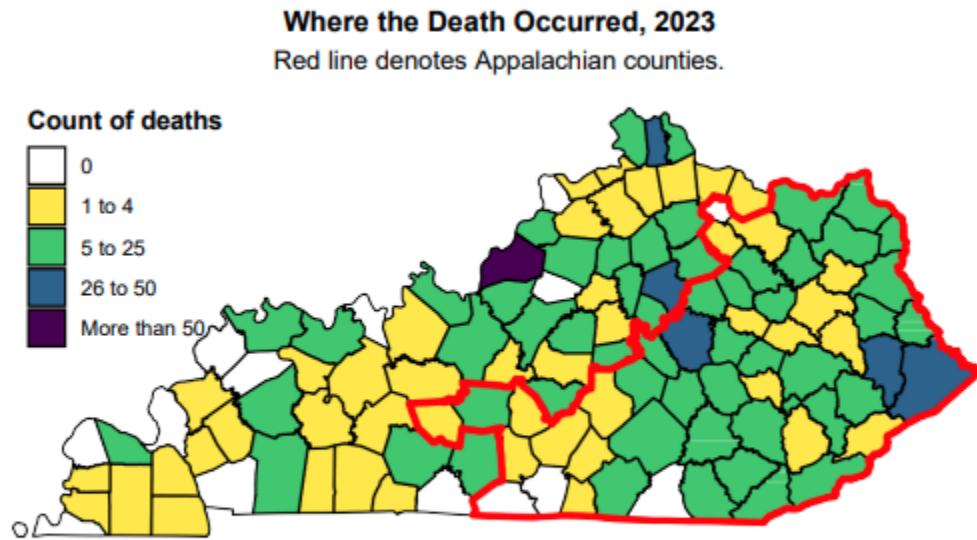 Where the Death Occurred, 2023
Red line denotes Appalachian counties.
Count of deaths
0
1 to 4
5 to 25
26 to 50
More than 50